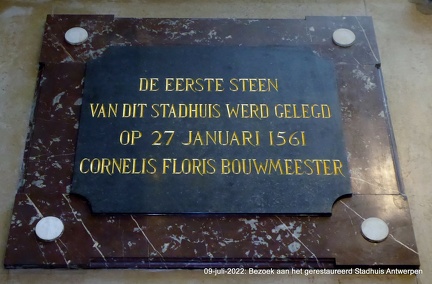 DE EERSTE STEEN
VAN DIT STADHUIS WERD GELEGD
OP 27 JANUARI 1561
CORNELIS FLORIS BOUWMEESTER
09-juli-2022: Bezoek aan het gerestaureerd Stadhuis Antwerpen